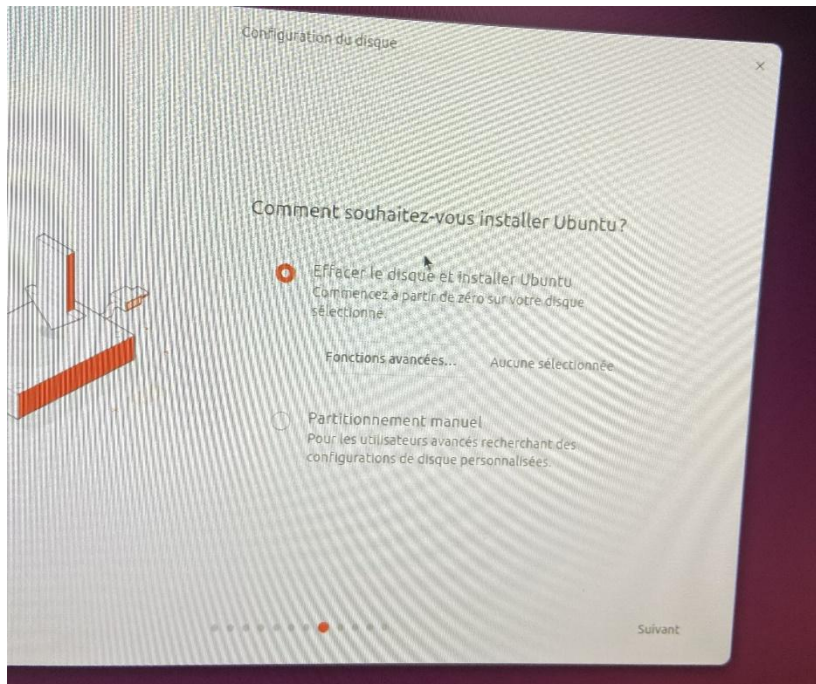 Configuration du disque
Comment souhaitez-vous installer Ubuntu?
Effacer le disque et installer Ubuntu
Commencez à partir de zéro sur votre disque
sélectionné.
Fonctions avancées...
Aucune sélectionnée
Partitionnement manuel
Pour les utilisateurs avancés recherchant des
configurations de disque personnalisées.
Suivant